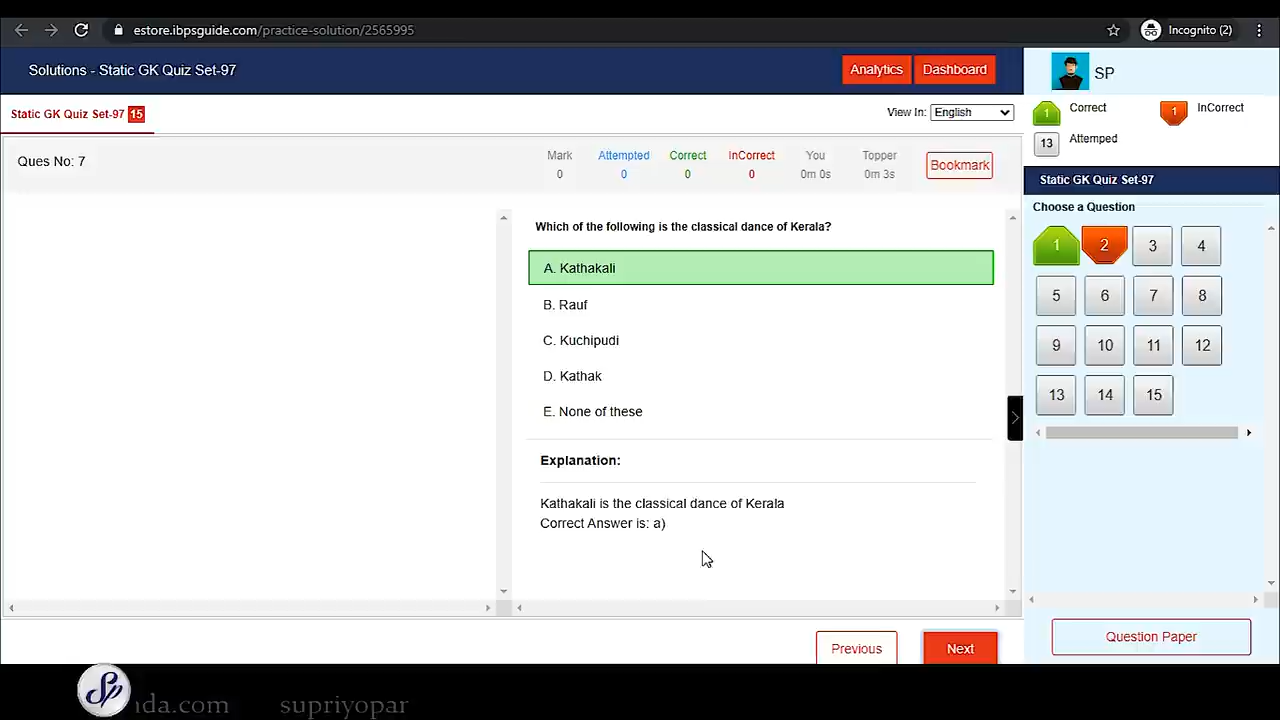 estore.ibpsguide.com/practice-solution/2565995
Incognito (2)
Solutions - Static GK Quiz Set-97
Analytics
Dashboard
SP
Static GK Quiz Set-97 15
View In: English
1 Correct
1 InCorrect
13 Attemped
Ques No: 7
Mark Attempted Correct InCorrect You Topper
0 0 0 0 0m 0s 0m 3s
Bookmark
Which of the following is the classical dance of Kerala?
A. Kathakali
B. Rauf
C. Kuchipudi
D. Kathak
E. None of these
Explanation:
Kathakali is the classical dance of Kerala
Correct Answer is: a)
Previous
Next
Static GK Quiz Set-97
Choose a Question
1 2 3 4
5 6 7 8
9 10 11 12
13 14 15
Question Paper
SP
nda.com supriyopar